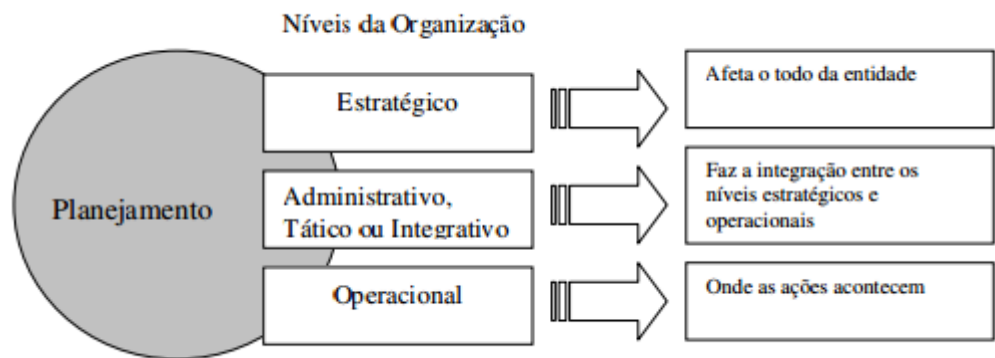 Níveis da Organização
Planejamento
Estratégico
Afeta o todo da entidade
Administrativo,
Tático ou Integrativo
Faz a integração entre os
níveis estratégicos e
operacionais
Operacional
Onde as ações acontecem